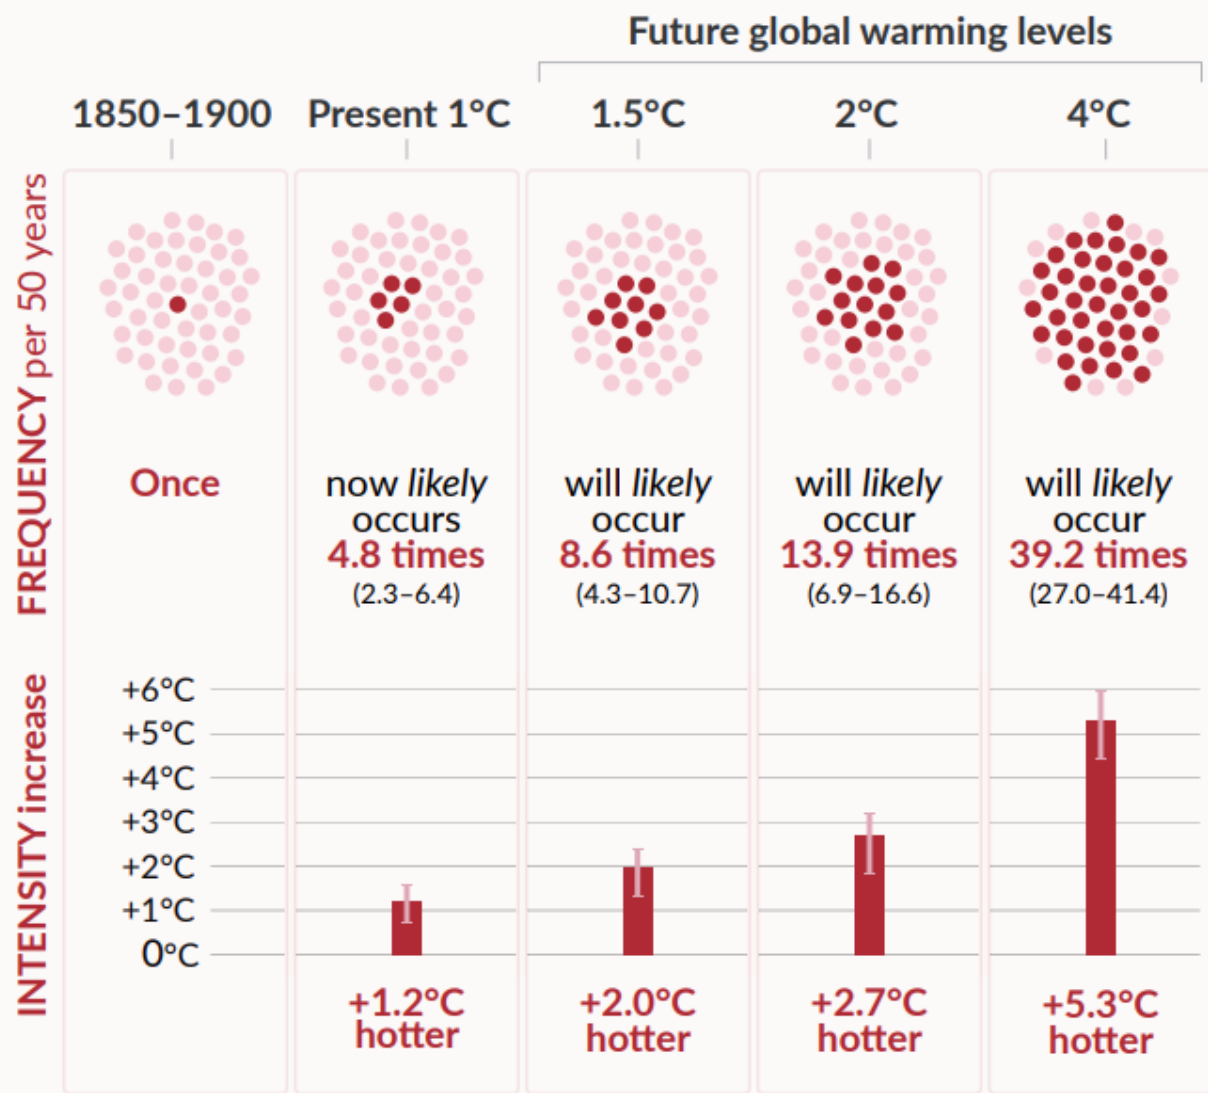 Future global warming levels
1850–1900
Present 1°C
1.5°C
2°C
4°C
FREQUENCY per 50 years
Once
now likely
occurs
4.8 times
(2.3–6.4)
will likely
occur
8.6 times
(4.3–10.7)
will likely
occur
13.9 times
(6.9–16.6)
will likely
occur
39.2 times
(27.0–41.4)
INTENSITY increase
+6°C
+5°C
+4°C
+3°C
+2°C
+1°C
0°C
+1.2°C
hotter
+2.0°C
hotter
+2.7°C
hotter
+5.3°C
hotter